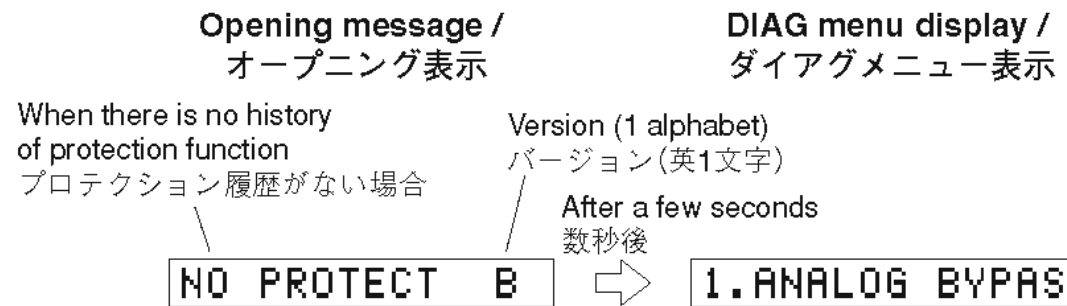 Opening message /
オープニング表示
DIAG menu display /
ダイアグメニュー表示
When there is no history
of protection function
プロテクション履歴がない場合
Version (1 alphabet)
バージョン(英1文字)
After a few seconds
数秒後
NO PROTECT B
1.ANALOG BYPAS